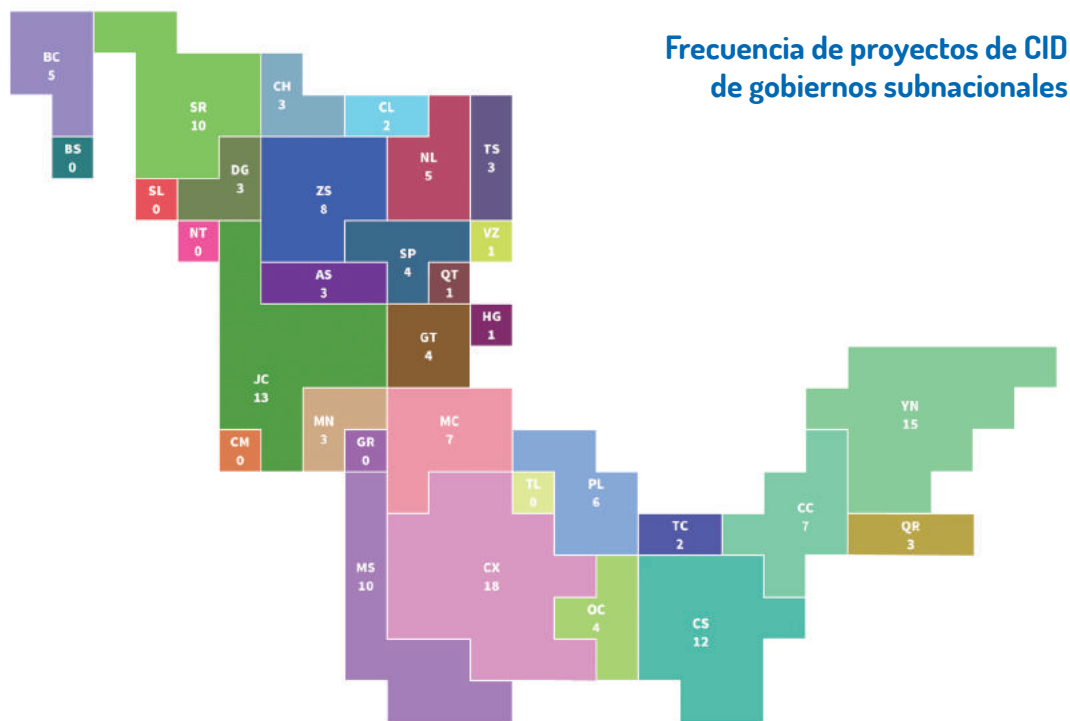 Frecuencia de proyectos de CID
de gobiernos subnacionales
BC
5
SR
10
CH
3
CL
2
BS
0
DG
3
NL
5
TS
3
SL
0
ZS
8
NT
0
SP
4
VZ
1
AS
3
QT
1
HG
1
GT
4
JC
13
MN
3
MC
7
YN
15
CM
0
GR
0
TL
0
PL
6
CC
7
TC
2
QR
3
MS
10
CX
18
OC
4
CS
12